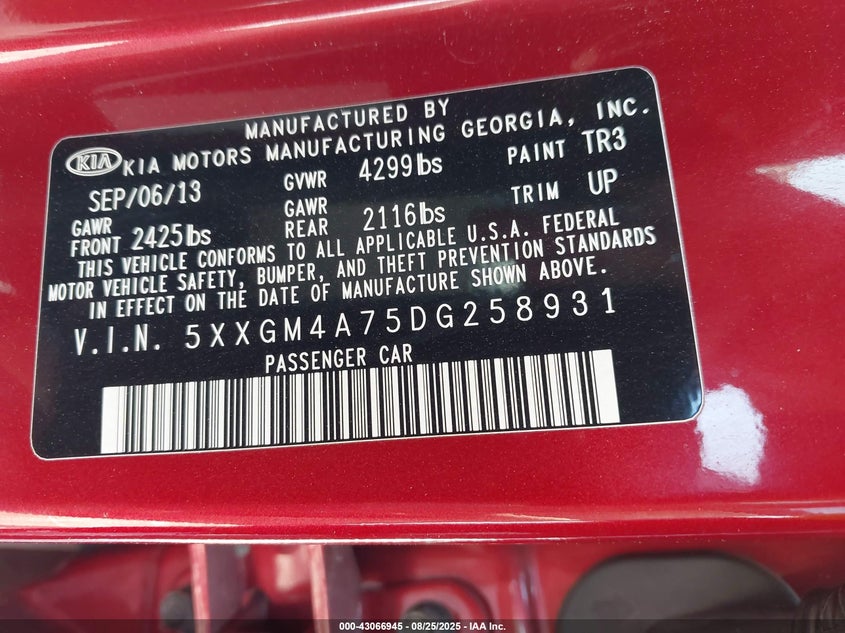 MANUFACTURED BY
KIA KIA MOTORS MANUFACTURING GEORGIA, INC.
SEP/06/13 GVWR 4299lbs PAINT TR3
GAWR FRONT 2425lbs GAWR REAR 2116lbs TRIM UP
THIS VEHICLE CONFORMS TO ALL APPLICABLE U.S.A. FEDERAL
MOTOR VEHICLE SAFETY, BUMPER, AND THEFT PREVENTION STANDARDS
IN EFFECT ON THE DATE OF MANUFACTURE SHOWN ABOVE.
V.I.N. 5XXGM4A75DG258931
PASSENGER CAR
000-43066945 - 08/25/2025 - IAA Inc.